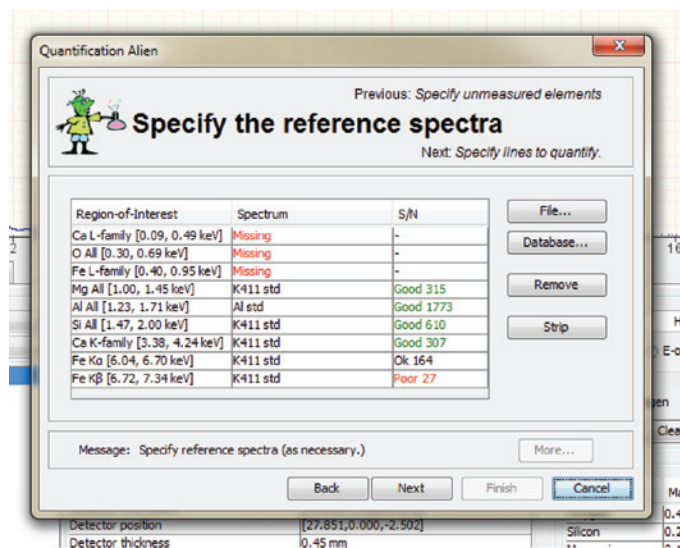 Quantification Alien
Previous: Specify unmeasured elements
Specify the reference spectra
Next: Specify lines to quantify.
Region-of-Interest Spectrum S/N
Ca L-family [0.09, 0.49 keV] Missing -
O All [0.30, 0.69 keV] Missing -
Fe L-family [0.40, 0.95 keV] Missing -
Mg All [1.00, 1.45 keV] K411 std Good 315
Al All [1.23, 1.71 keV] Al std Good 1773
Si All [1.47, 2.00 keV] K411 std Good 610
Ca K-family [3.38, 4.24 keV] K411 std Good 307
Fe Kα [6.04, 6.70 keV] K411 std Ok 164
Fe Kβ [6.72, 7.34 keV] K411 std Poor 27
File...
Database...
Remove
Strip
Message: Specify reference spectra (as necessary.)
More...
Back Next Finish Cancel
2
16
Detector position [27.851,0.000,-2.502]
Detector thickness 0.45 mm
Silicon 0.2